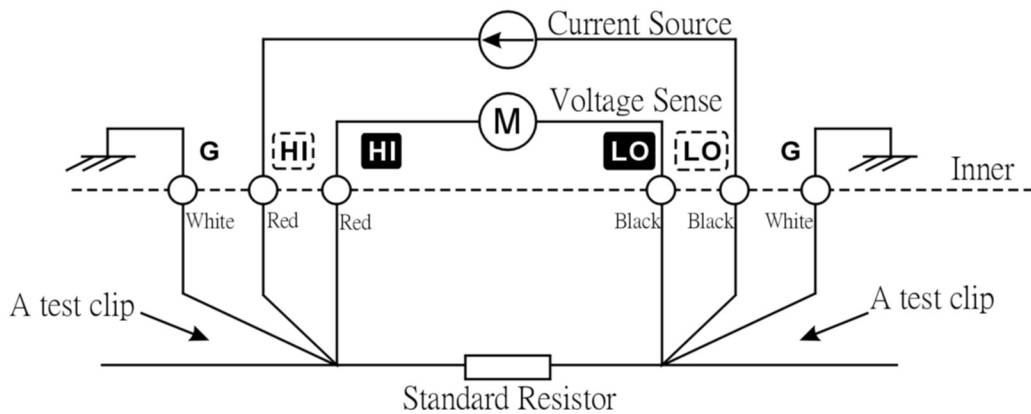 Current Source
Voltage Sense
M
G HI HI LO LO G
Inner
White Red Red Black Black White
A test clip A test clip
Standard Resistor